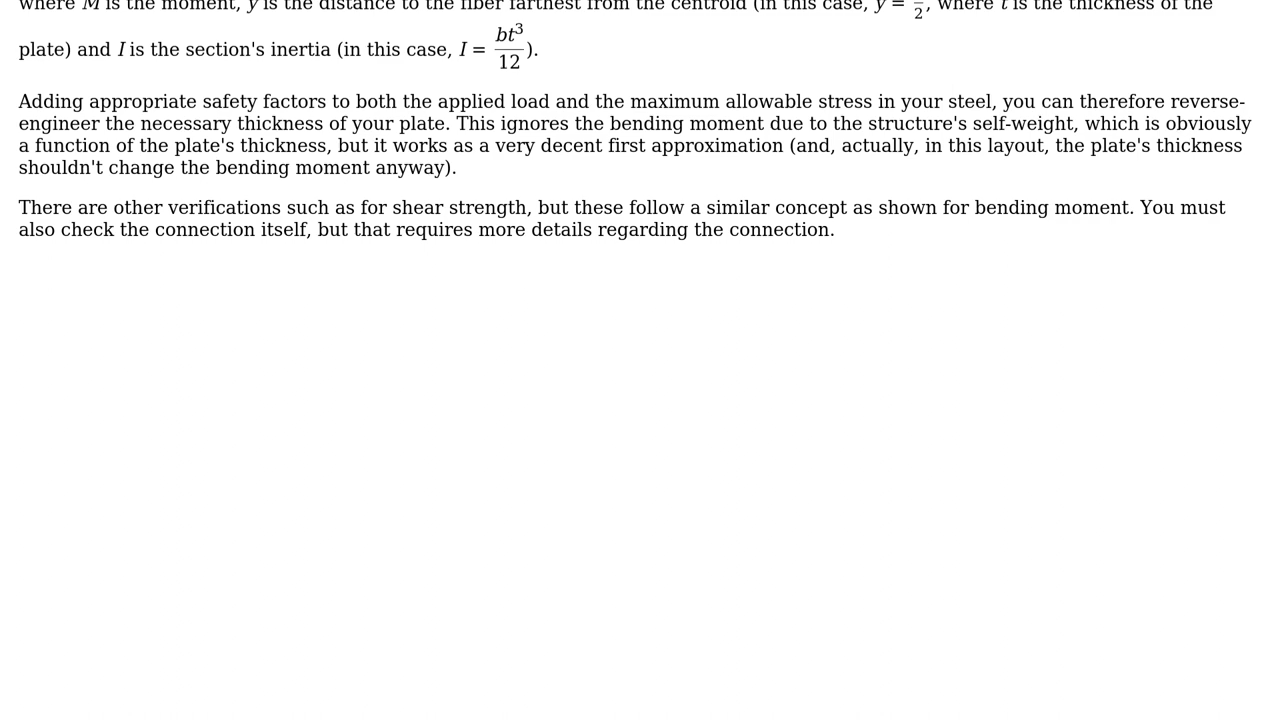 where M is the moment, y is the distance to the fiber farthest from the centroid (in this case, y = /2, where t is the thickness of the
plate) and I is the section's inertia (in this case, I = bt³/12).
Adding appropriate safety factors to both the applied load and the maximum allowable stress in your steel, you can therefore reverse-
engineer the necessary thickness of your plate. This ignores the bending moment due to the structure's self-weight, which is obviously
a function of the plate's thickness, but it works as a very decent first approximation (and, actually, in this layout, the plate's thickness
shouldn't change the bending moment anyway).
There are other verifications such as for shear strength, but these follow a similar concept as shown for bending moment. You must
also check the connection itself, but that requires more details regarding the connection.